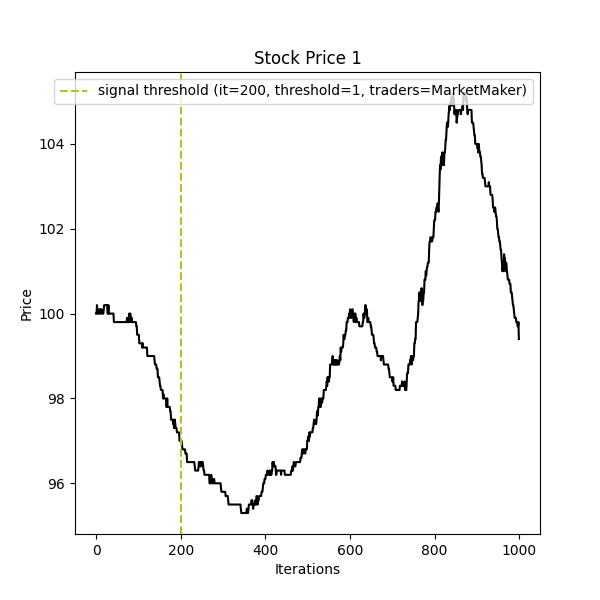 Stock Price 1
signal threshold (it=200, threshold=1, traders=MarketMaker)
104
102
100
98
96
Price
0 200 400 600 800 1000
Iterations